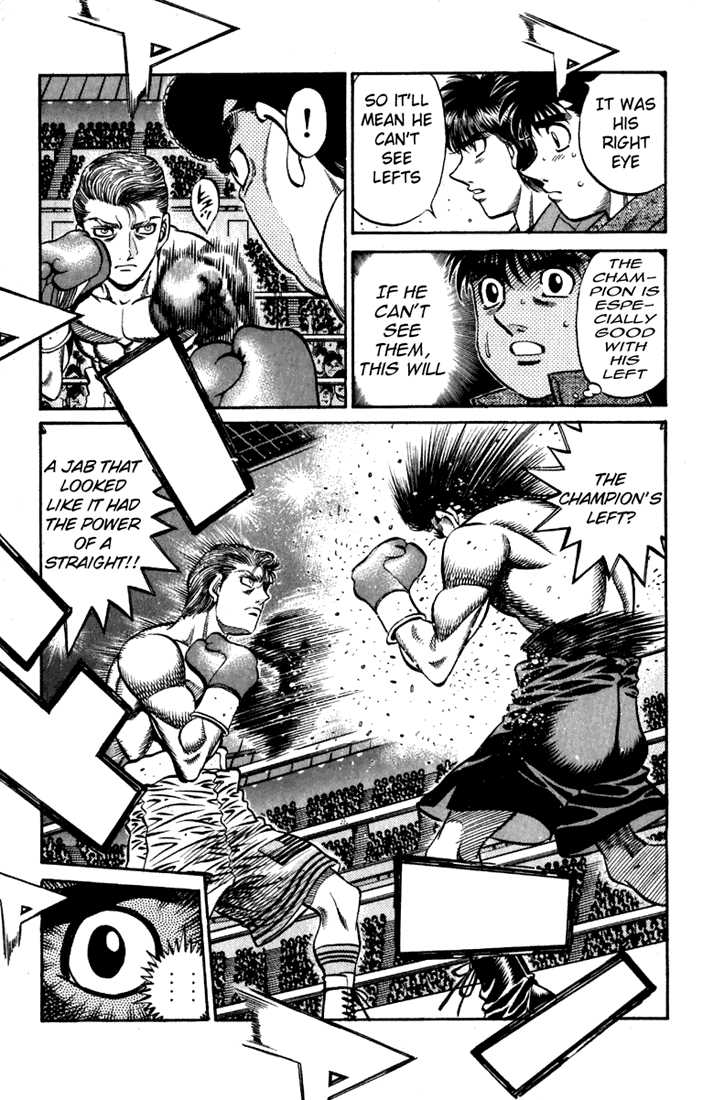 IT WAS
HIS
RIGHT
EYE
SO IT'LL
MEAN HE
CAN'T
SEE
LEFTS
!
THE
CHAM-
PION IS
ESPE-
CIALLY
GOOD
WITH
HIS
LEFT
IF HE
CAN'T
SEE
THEM,
THIS WILL
THE
CHAMPION'S
LEFT?
A JAB THAT
LOOKED
LIKE IT HAD
THE POWER
OF A
STRAIGHT!!